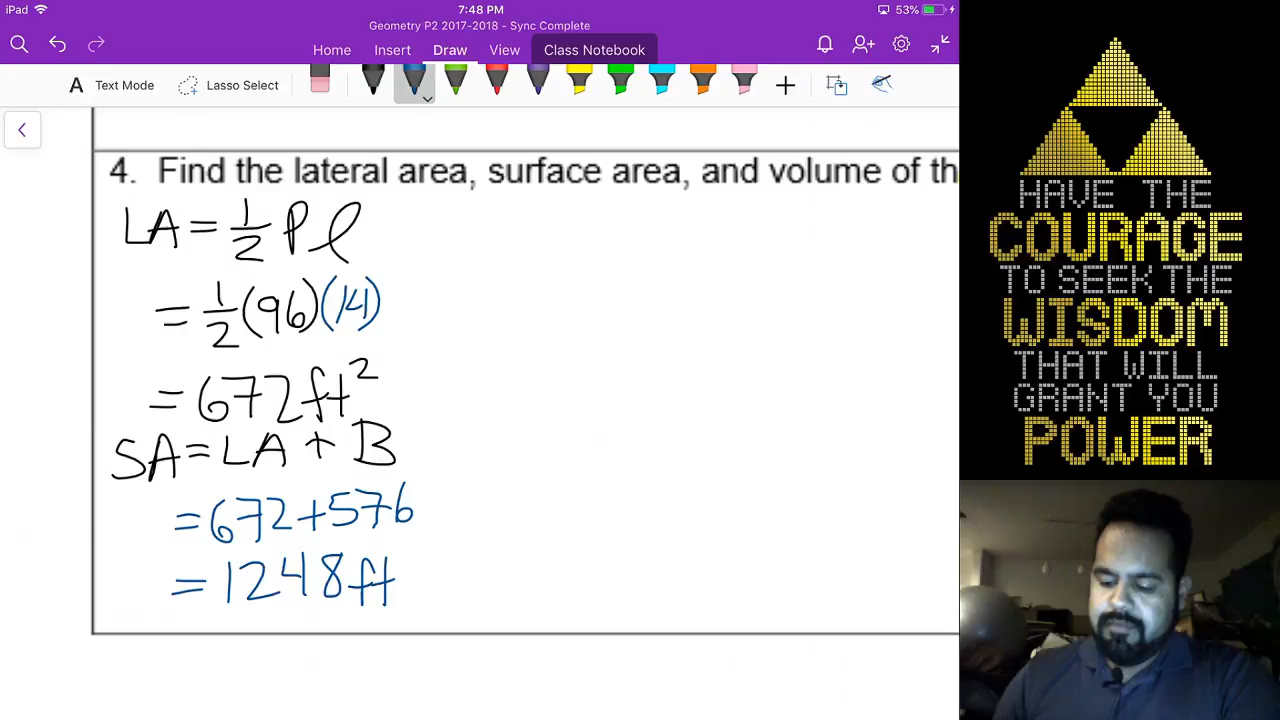 iPad 7:48 PM 53%
Geometry P2 2017-2018 - Sync Complete
Home Insert Draw View Class Notebook
A Text Mode Lasso Select
4. Find the lateral area, surface area, and volume of th
LA = 1/2 Pl
= 1/2 (96)(14)
= 672 ft²
SA = LA + B
= 672 + 576
= 1248 ft
HAVE THE
COURAGE
TO SEEK THE
WISDOM
THAT WILL
GRANT YOU
POWER